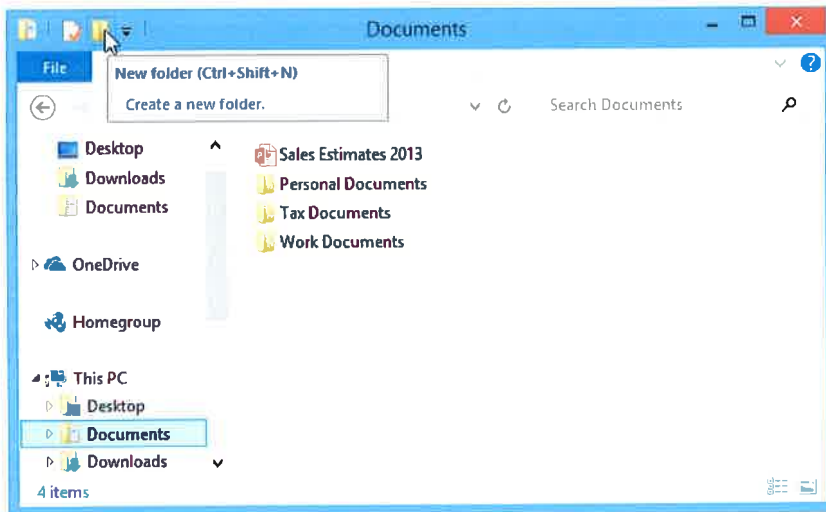 Documents
File
New folder (Ctrl+Shift+N)
Create a new folder.
Search Documents
Desktop
Downloads
Documents
OneDrive
Homegroup
This PC
Desktop
Documents
Downloads
Sales Estimates 2013
Personal Documents
Tax Documents
Work Documents
4 items